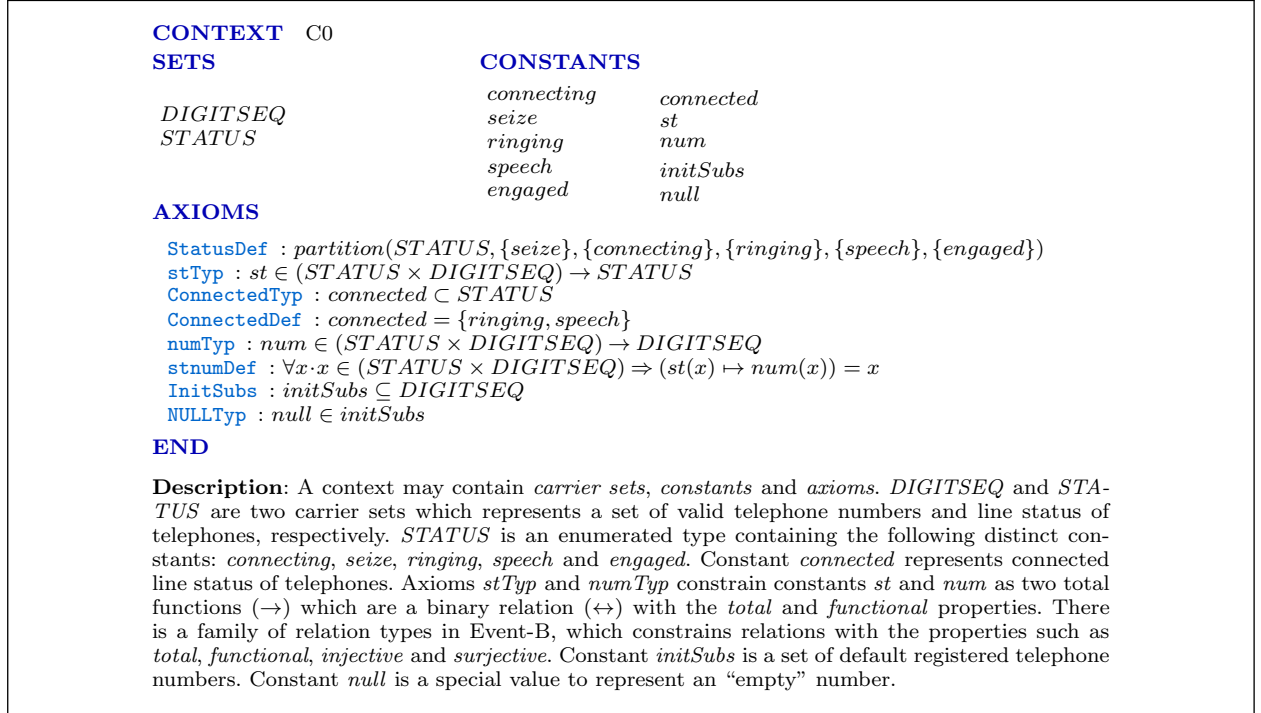 CONTEXT C0
SETS CONSTANTS
connecting connected
DIGITSEQ seize st
STATUS ringing num
speech initSubs
engaged null
AXIOMS
StatusDef : partition(STATUS, {seize}, {connecting}, {ringing}, {speech}, {engaged})
stTyp : st ∈ (STATUS × DIGITSEQ) → STATUS
ConnectedTyp : connected ⊂ STATUS
ConnectedDef : connected = {ringing, speech}
numTyp : num ∈ (STATUS × DIGITSEQ) → DIGITSEQ
stnumDef : ∀x·x ∈ (STATUS × DIGITSEQ) ⇒ (st(x) ↦ num(x)) = x
InitSubs : initSubs ⊆ DIGITSEQ
NULLTyp : null ∈ initSubs
END
Description: A context may contain carrier sets, constants and axioms. DIGITSEQ and STA-
TUS are two carrier sets which represents a set of valid telephone numbers and line status of
telephones, respectively. STATUS is an enumerated type containing the following distinct con-
stants: connecting, seize, ringing, speech and engaged. Constant connected represents connected
line status of telephones. Axioms stTyp and numTyp constrain constants st and num as two total
functions (→) which are a binary relation (↔) with the total and functional properties. There
is a family of relation types in Event-B, which constrains relations with the properties such as
total, functional, injective and surjective. Constant initSubs is a set of default registered telephone
numbers. Constant null is a special value to represent an “empty” number.